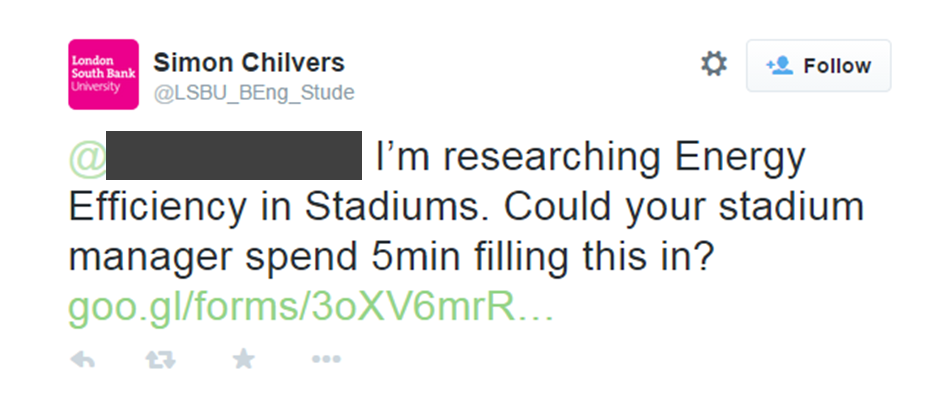 London
South Bank
University
Simon Chilvers
@LSBU_BEng_Stude
Follow
@ I’m researching Energy
Efficiency in Stadiums. Could your stadium
manager spend 5min filling this in?
goo.gl/forms/3oXV6mrR...